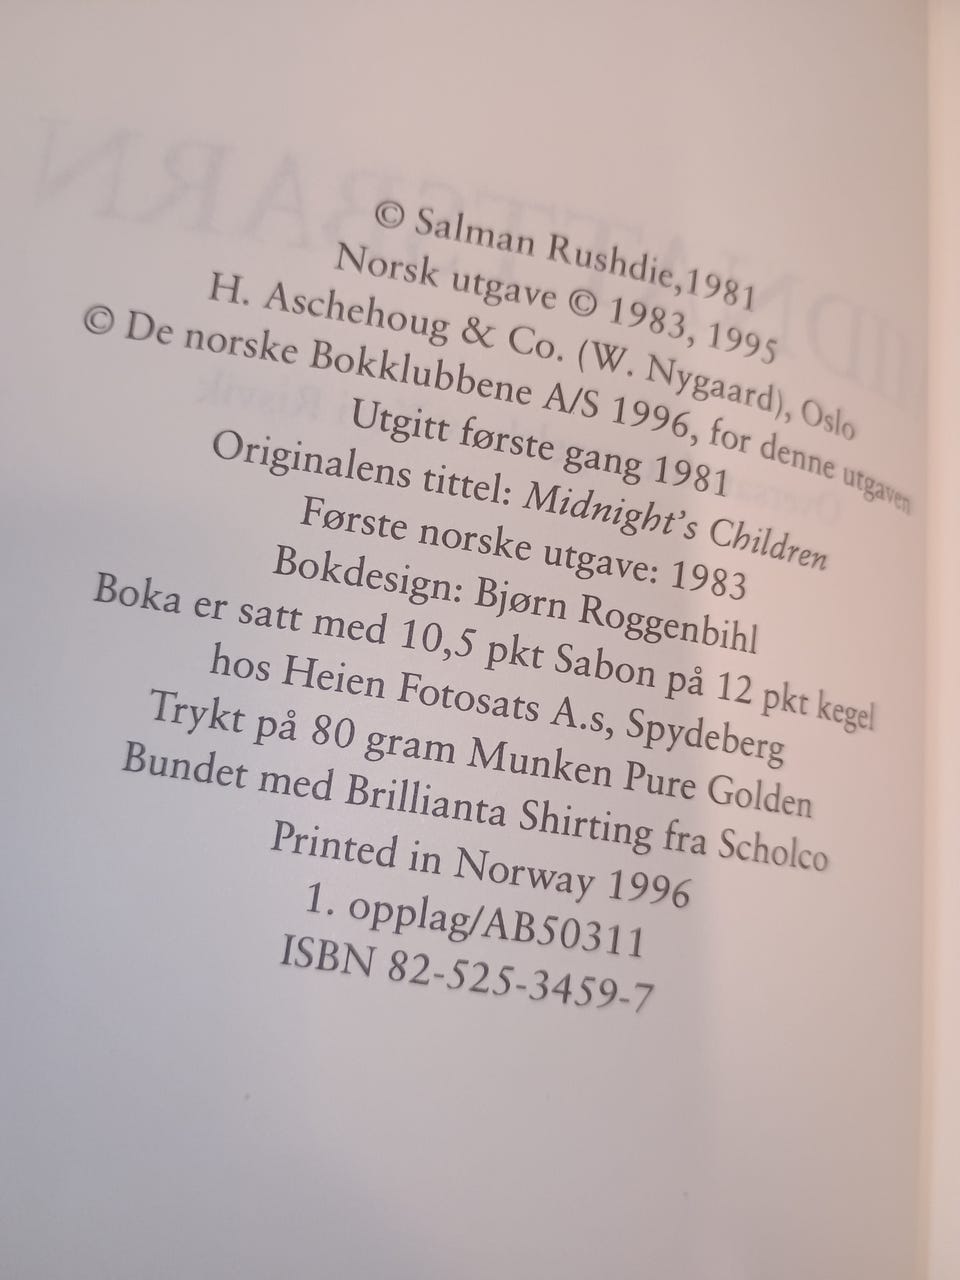 © Salman Rushdie,1981
Norsk utgave © 1983, 1995
H. Aschehoug & Co. (W. Nygaard), Oslo
© De norske Bokklubbene A/S 1996, for denne utgaven
Utgitt første gang 1981
Originalens tittel: Midnight's Children
Første norske utgave: 1983
Bokdesign: Bjørn Roggenbihl
Boka er satt med 10,5 pkt Sabon på 12 pkt kegel
hos Heien Fotosats A.s, Spydeberg
Trykt på 80 gram Munken Pure Golden
Bundet med Brillianta Shirting fra Scholco
Printed in Norway 1996
1. opplag/AB50311
ISBN 82-525-3459-7